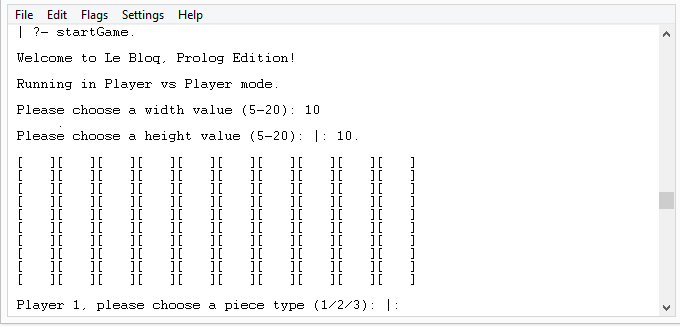 File Edit Flags Settings Help
| ?- startGame.
Welcome to Le Bloq, Prolog Edition!
Running in Player vs Player mode.
Please choose a width value (5-20): 10
Please choose a height value (5-20): |: 10.
[   ][   ][   ][   ][   ][   ][   ][   ][   ][   ]
[   ][   ][   ][   ][   ][   ][   ][   ][   ][   ]
[   ][   ][   ][   ][   ][   ][   ][   ][   ][   ]
[   ][   ][   ][   ][   ][   ][   ][   ][   ][   ]
[   ][   ][   ][   ][   ][   ][   ][   ][   ][   ]
[   ][   ][   ][   ][   ][   ][   ][   ][   ][   ]
[   ][   ][   ][   ][   ][   ][   ][   ][   ][   ]
[   ][   ][   ][   ][   ][   ][   ][   ][   ][   ]
[   ][   ][   ][   ][   ][   ][   ][   ][   ][   ]
[   ][   ][   ][   ][   ][   ][   ][   ][   ][   ]
Player 1, please choose a piece type (1/2/3): |: